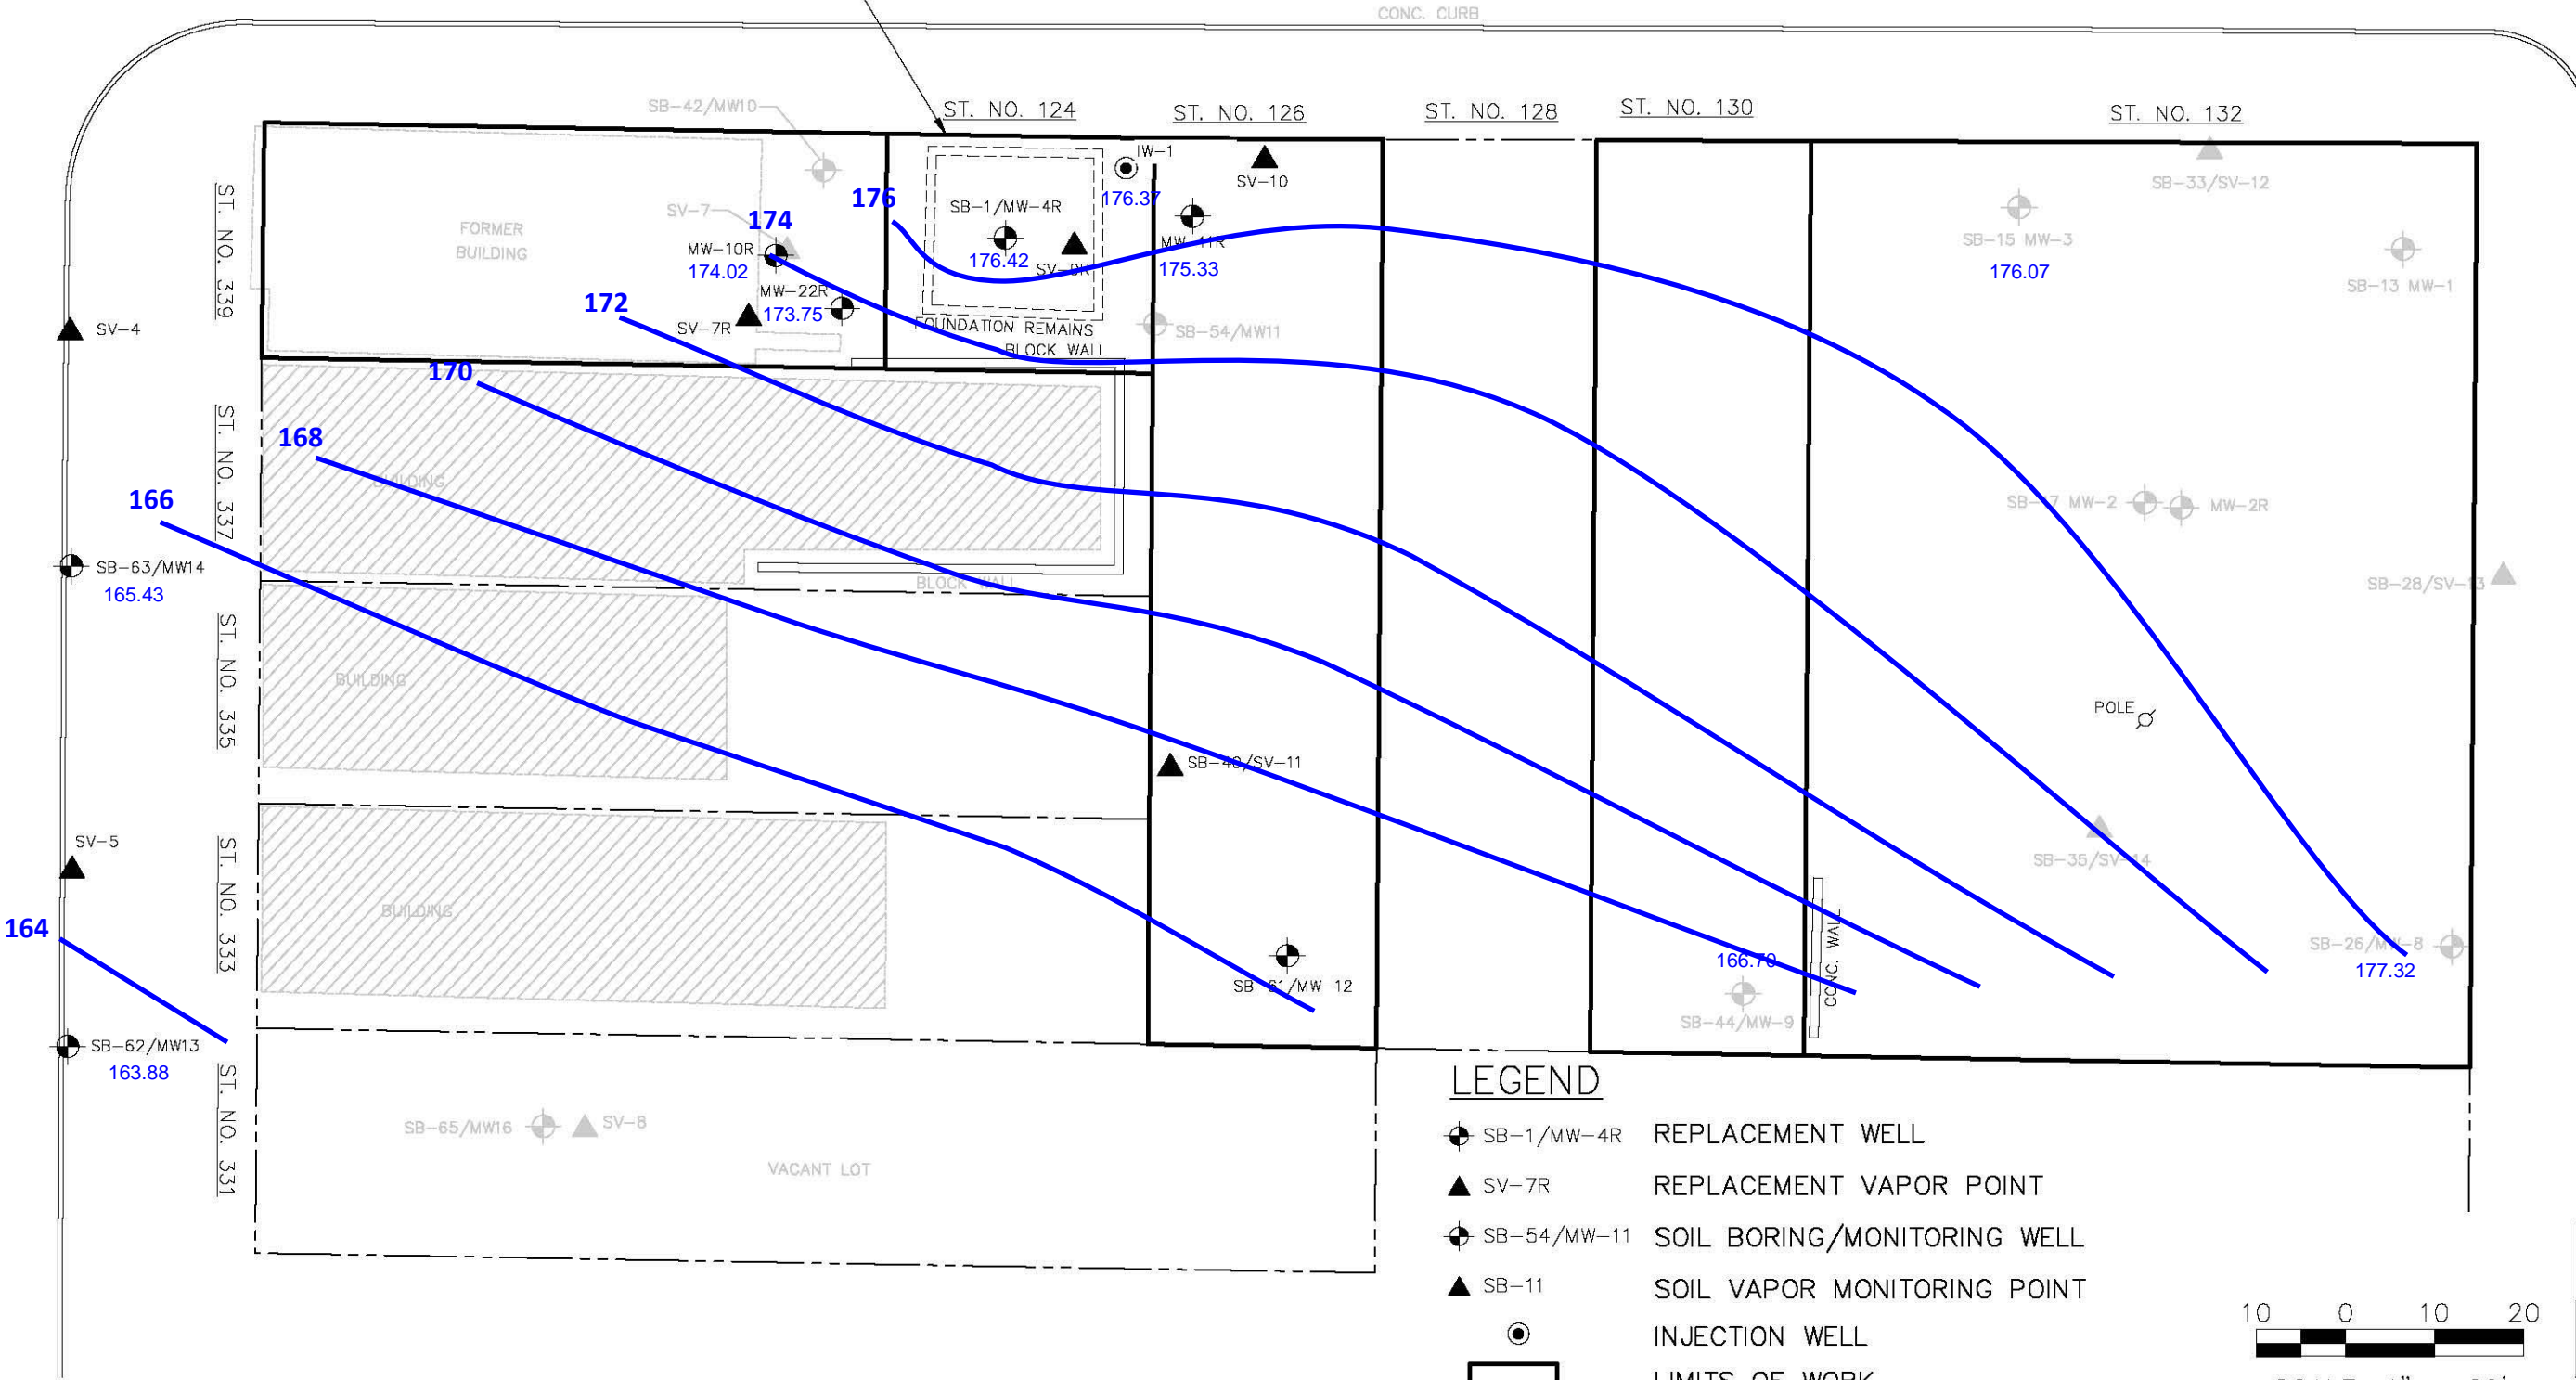 CONC. CURB
SB-42/MW10
ST. NO. 124
ST. NO. 126
ST. NO. 128
ST. NO. 130
ST. NO. 132
IW-1
176.37
SV-10
SB-33/SV-12
176
SB-1/MW-4R
176.42
SV-7
174
MW-10R
174.02
FORMER
BUILDING
ST. NO. 339
MW-11R
175.33
SB-15 MW-3
176.07
SB-13 MW-1
172
MW-22R
173.75
SV-7R
SV-4
FOUNDATION REMAINS
SB-54/MW11
BLOCK WALL
170
168
BUILDING
ST. NO. 337
166
SB-63/MW14
165.43
MW-2
MW-2R
BLOCK WALL
SB-28/SV-13
ST. NO. 335
BUILDING
POLE
SB-40/SV-11
SV-5
SB-35/SV-14
ST. NO. 333
BUILDING
164
SB-26/MW-8
177.32
166.70
CONC. WALL
SB-61/MW-12
SB-44/MW-9
SB-62/MW13
163.88
ST. NO. 331
SB-65/MW16
SV-8
VACANT LOT
LEGEND
SB-1/MW-4R REPLACEMENT WELL
SV-7R REPLACEMENT VAPOR POINT
SB-54/MW-11 SOIL BORING/MONITORING WELL
SB-11 SOIL VAPOR MONITORING POINT
INJECTION WELL
LIMITS OF WORK
10 0 10 20